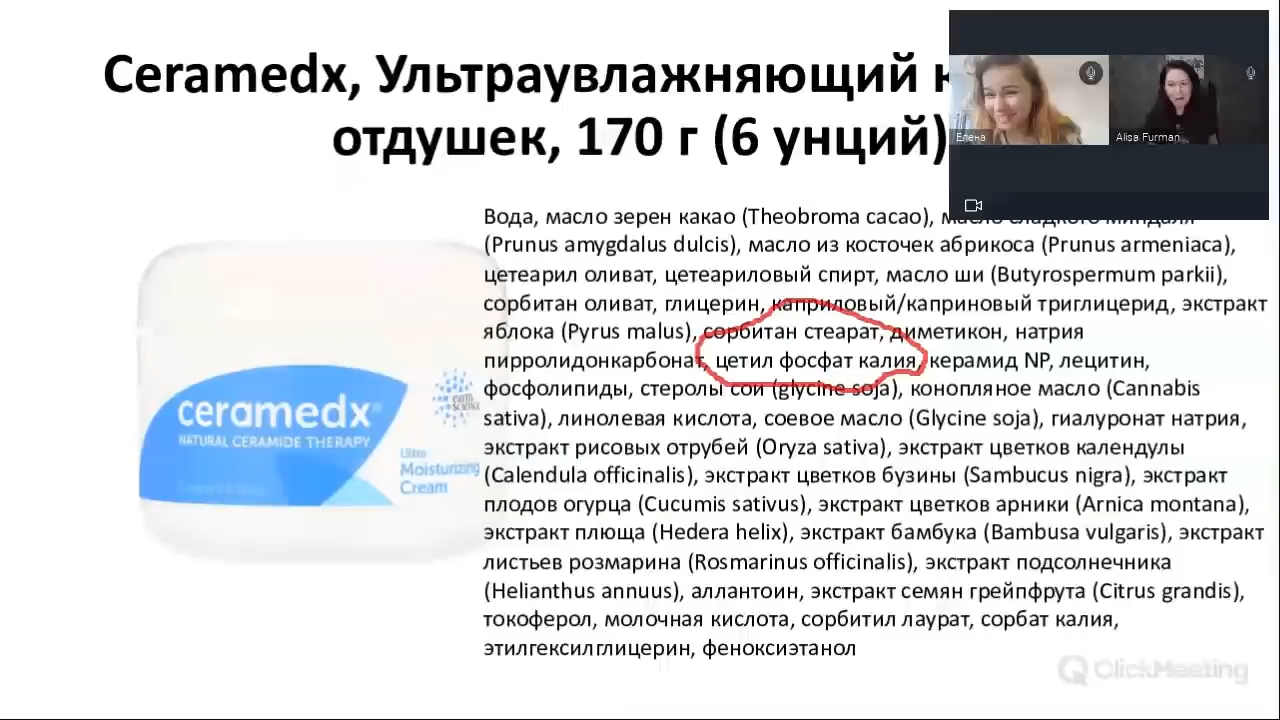 Ceramedx, Ультраувлажняющий
отдушек, 170 г (6 унций)
Елена
Alisa Furman
Вода, масло зерен какао (Theobroma cacao), масло сладкого миндаля
(Prunus amygdalus dulcis), масло из косточек абрикоса (Prunus armeniaca),
цетеарил оливат, цетеариловый спирт, масло ши (Butyrospermum parkii),
сорбитан оливат, глицерин, каприловый/каприновый триглицерид, экстракт
яблока (Pyrus malus), сорбитан стеарат, диметикон, натрия
пирролидонкарбонат, цетил фосфат калия, керамид NP, лецитин,
фосфолипиды, стеролы сои (glycine soja), конопляное масло (Cannabis
sativa), линолевая кислота, соевое масло (Glycine soja), гиалуронат натрия,
экстракт рисовых отрубей (Oryza sativa), экстракт цветков календулы
(Calendula officinalis), экстракт цветков бузины (Sambucus nigra), экстракт
плодов огурца (Cucumis sativus), экстракт цветков арники (Arnica montana),
экстракт плюща (Hedera helix), экстракт бамбука (Bambusa vulgaris), экстракт
листьев розмарина (Rosmarinus officinalis), экстракт подсолнечника
(Helianthus annuus), аллантоин, экстракт семян грейпфрута (Citrus grandis),
токоферол, молочная кислота, сорбитил лаурат, сорбат калия,
этилгексилглицерин, феноксиэтанол
ceramedx
NATURAL CERAMIDE THERAPY
Ultra
Moisturizing
Cream
ClickMeeting